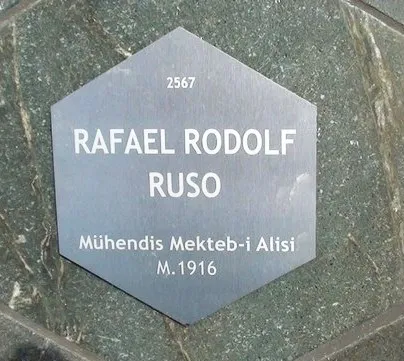 2567
RAFAEL RODOLF
RUSO
Mühendis Mekteb-i Alisi
M.1916